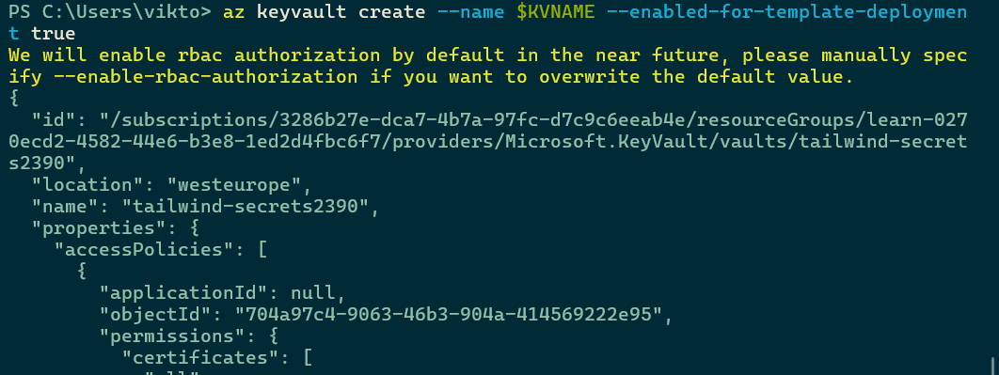 PS C:\Users\vikto> az keyvault create --name $KVNAME --enabled-for-template-deploymen
t true
We will enable rbac authorization by default in the near future, please manually spec
ify --enable-rbac-authorization if you want to overwrite the default value.
{
  "id": "/subscriptions/3286b27e-dca7-4b7a-97fc-d7c9c6eeab4e/resourceGroups/learn-027
0ecd2-4582-44e6-b3e8-1ed2d4fbc6f7/providers/Microsoft.KeyVault/vaults/tailwind-secret
s2390",
  "location": "westeurope",
  "name": "tailwind-secrets2390",
  "properties": {
    "accessPolicies": [
      {
        "applicationId": null,
        "objectId": "704a97c4-9063-46b3-904a-414569222e95",
        "permissions": {
          "certificates": [